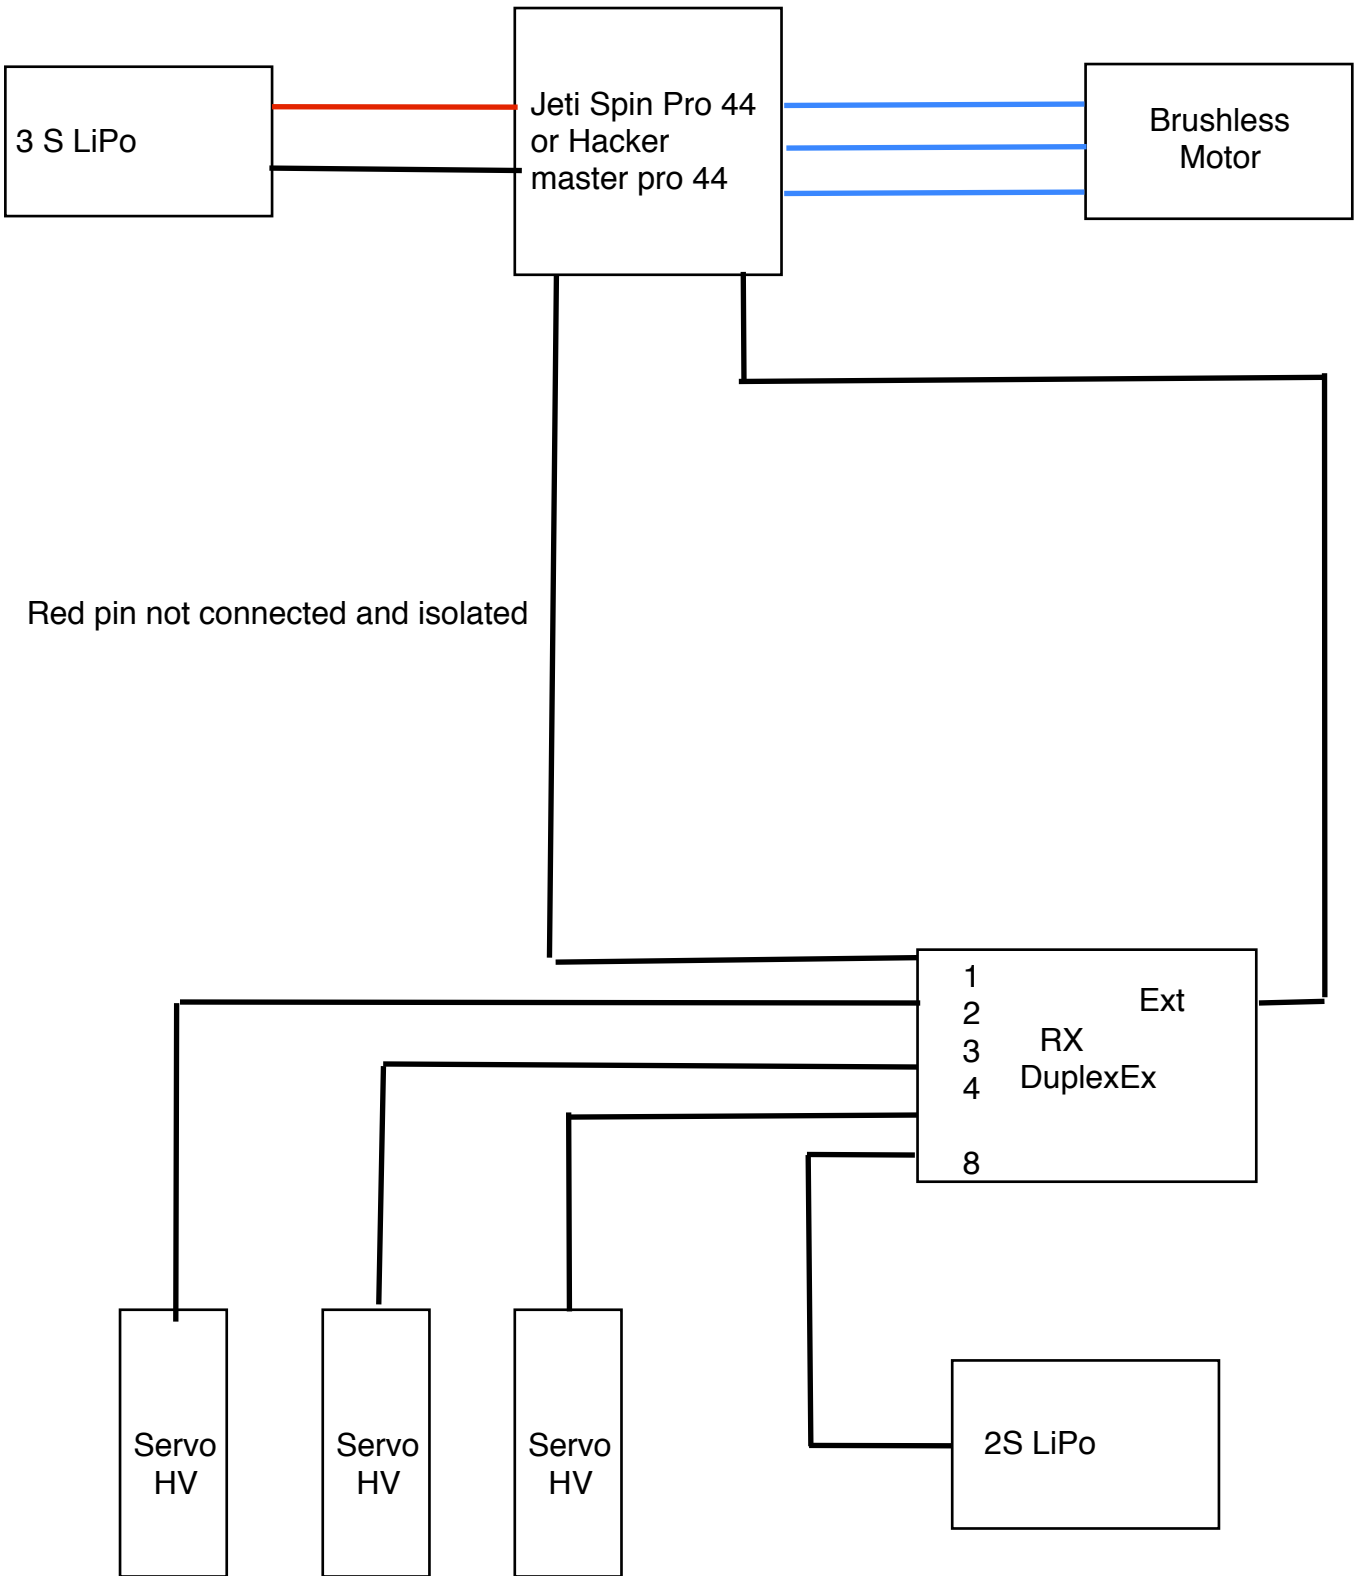 3 S LiPo
Jeti Spin Pro 44
or Hacker
master pro 44
Brushless
Motor
Red pin not connected and isolated
1
2
3
4
8
Ext
RX
DuplexEx
Servo
HV
Servo
HV
Servo
HV
2S LiPo